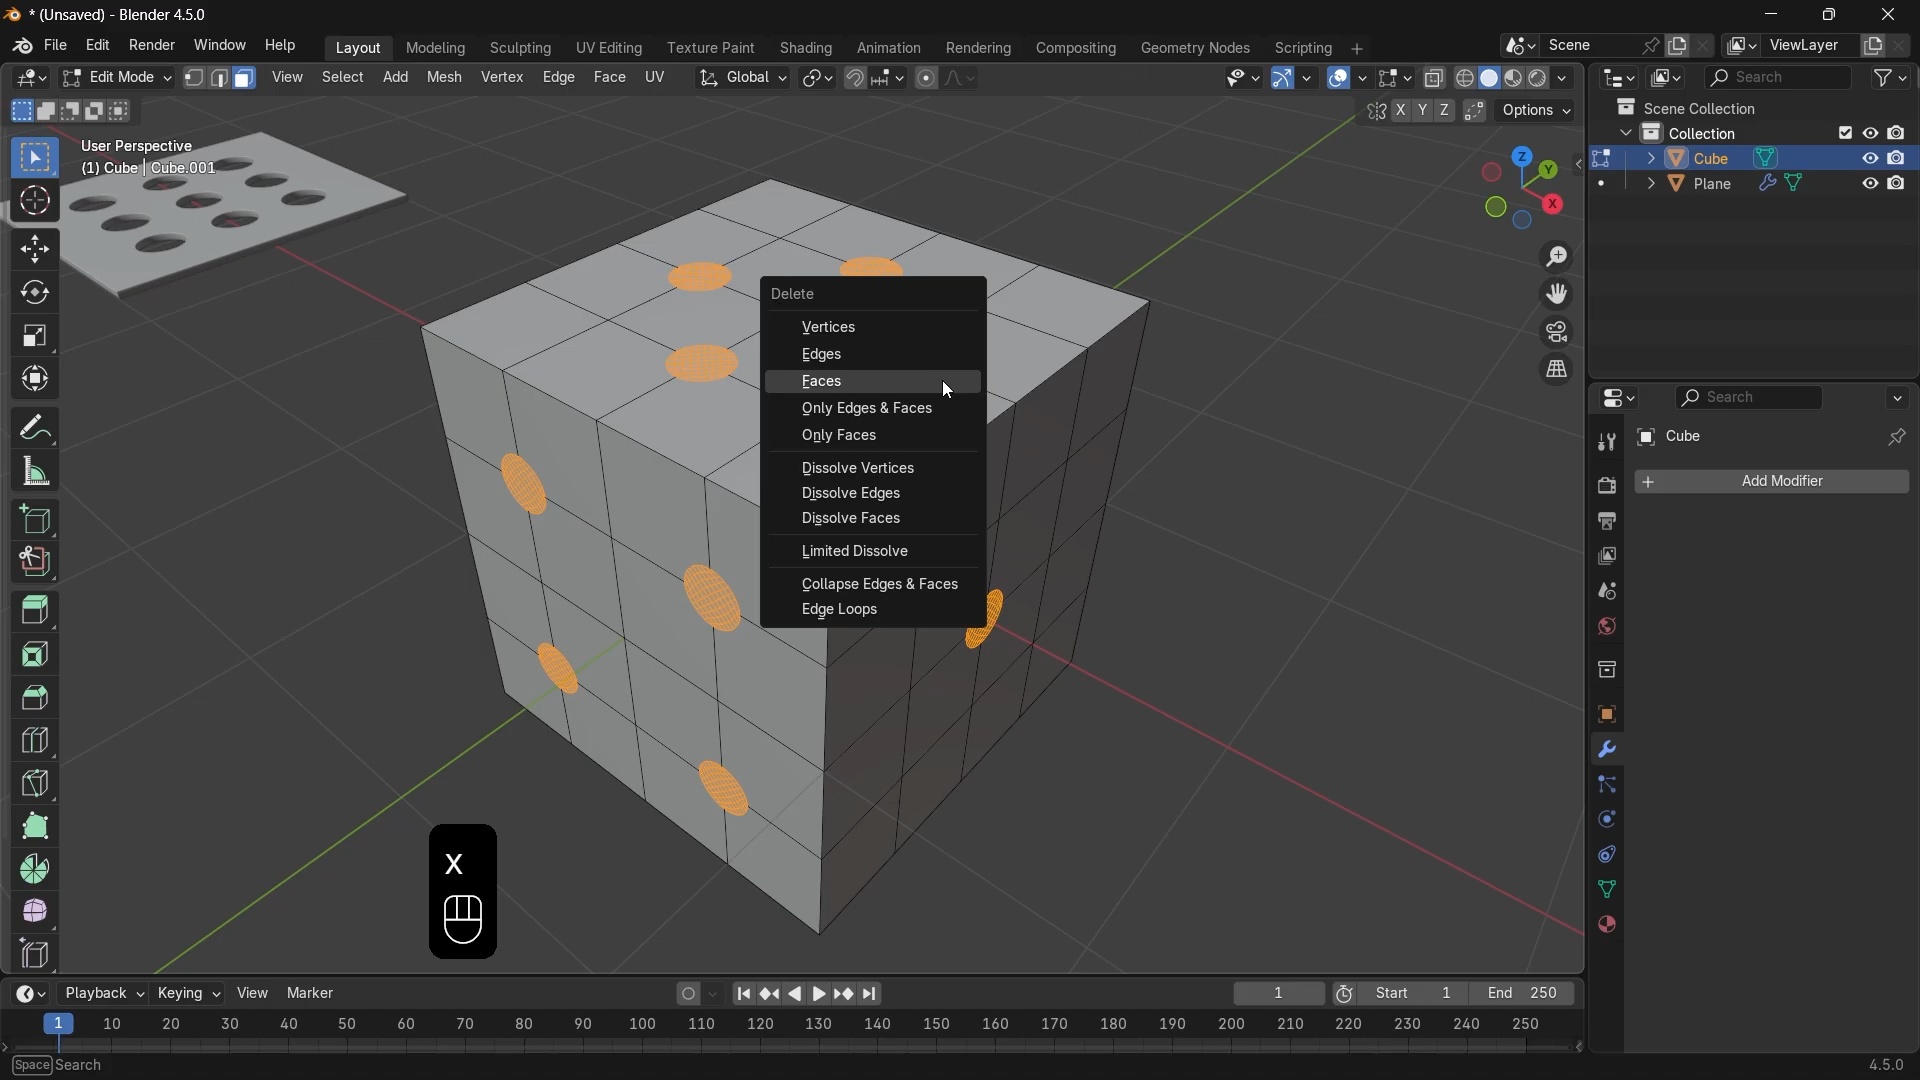 * (Unsaved) - Blender 4.5.0
File Edit Render Window Help Layout Modeling Sculpting UV Editing Texture Paint Shading Animation Rendering Compositing Geometry Nodes Scripting + Scene ViewLayer
Edit Mode View Select Add Mesh Vertex Edge Face UV Global Search
X Y Z Options
Scene Collection
Collection
Cube
Plane
User Perspective
(1) Cube | Cube.001
Z
Y
X
Delete
Vertices
Edges
Faces
Only Edges & Faces
Only Faces
Dissolve Vertices
Dissolve Edges
Dissolve Faces
Limited Dissolve
Collapse Edges & Faces
Edge Loops
Search
Cube
Add Modifier
X
Playback Keying View Marker 1 Start 1 End 250
1 10 20 30 40 50 60 70 80 90 100 110 120 130 140 150 160 170 180 190 200 210 220 230 240 250
Space Search 4.5.0